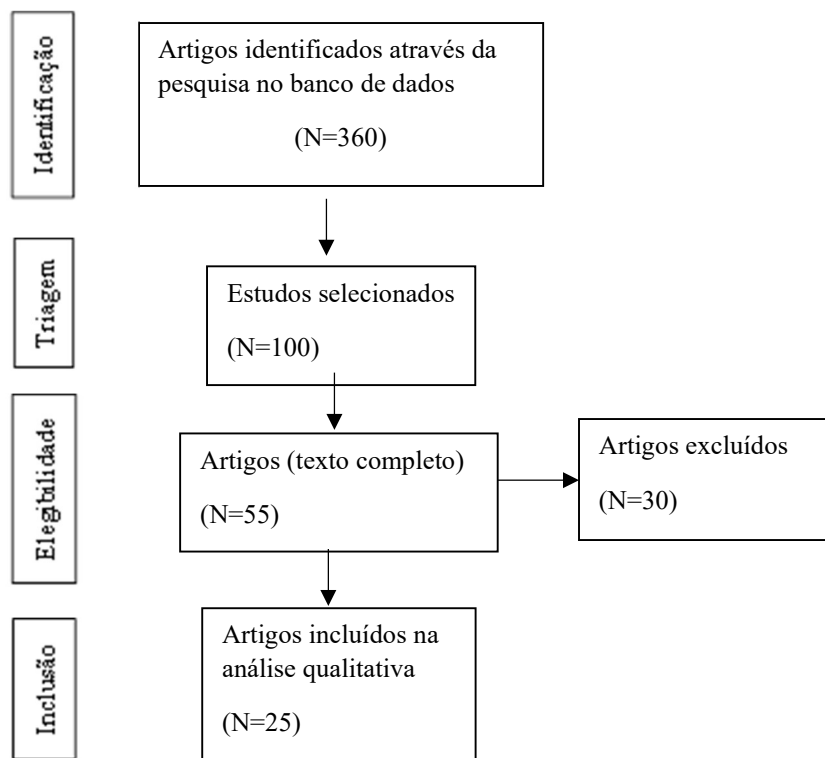 Identificação
Artigos identificados através da
pesquisa no banco de dados
(N=360)
Triagem
Estudos selecionados
(N=100)
Elegibilidade
Artigos (texto completo)
(N=55)
Artigos excluídos
(N=30)
Inclusão
Artigos incluídos na
análise qualitativa
(N=25)